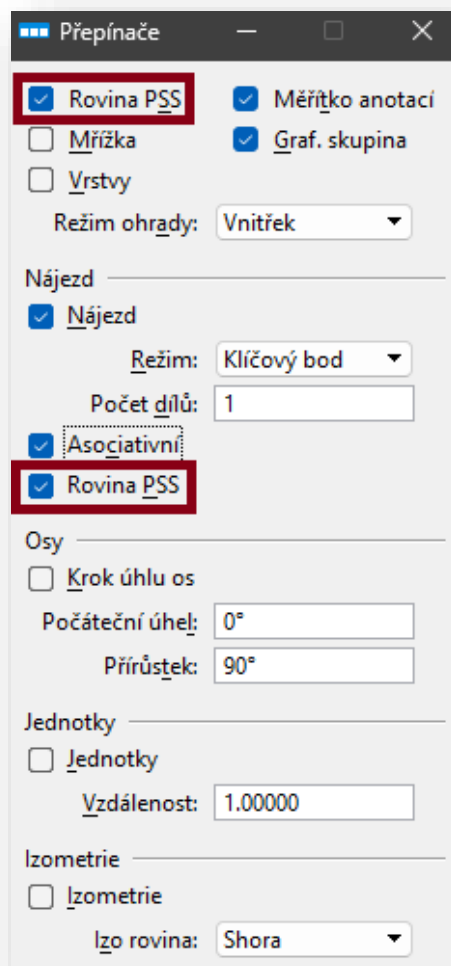 Přepínače
Rovina PSS Měřítko anotací
Mřížka Graf. skupina
Vrstvy
Režim ohrady: Vnitřek
Nájezd
Nájezd
Režim: Klíčový bod
Počet dílů: 1
Asociativní
Rovina PSS
Osy
Krok úhlu os
Počáteční úhel: 0°
Přírůstek: 90°
Jednotky
Jednotky
Vzdálenost: 1.00000
Izometrie
Izometrie
Izo rovina: Shora